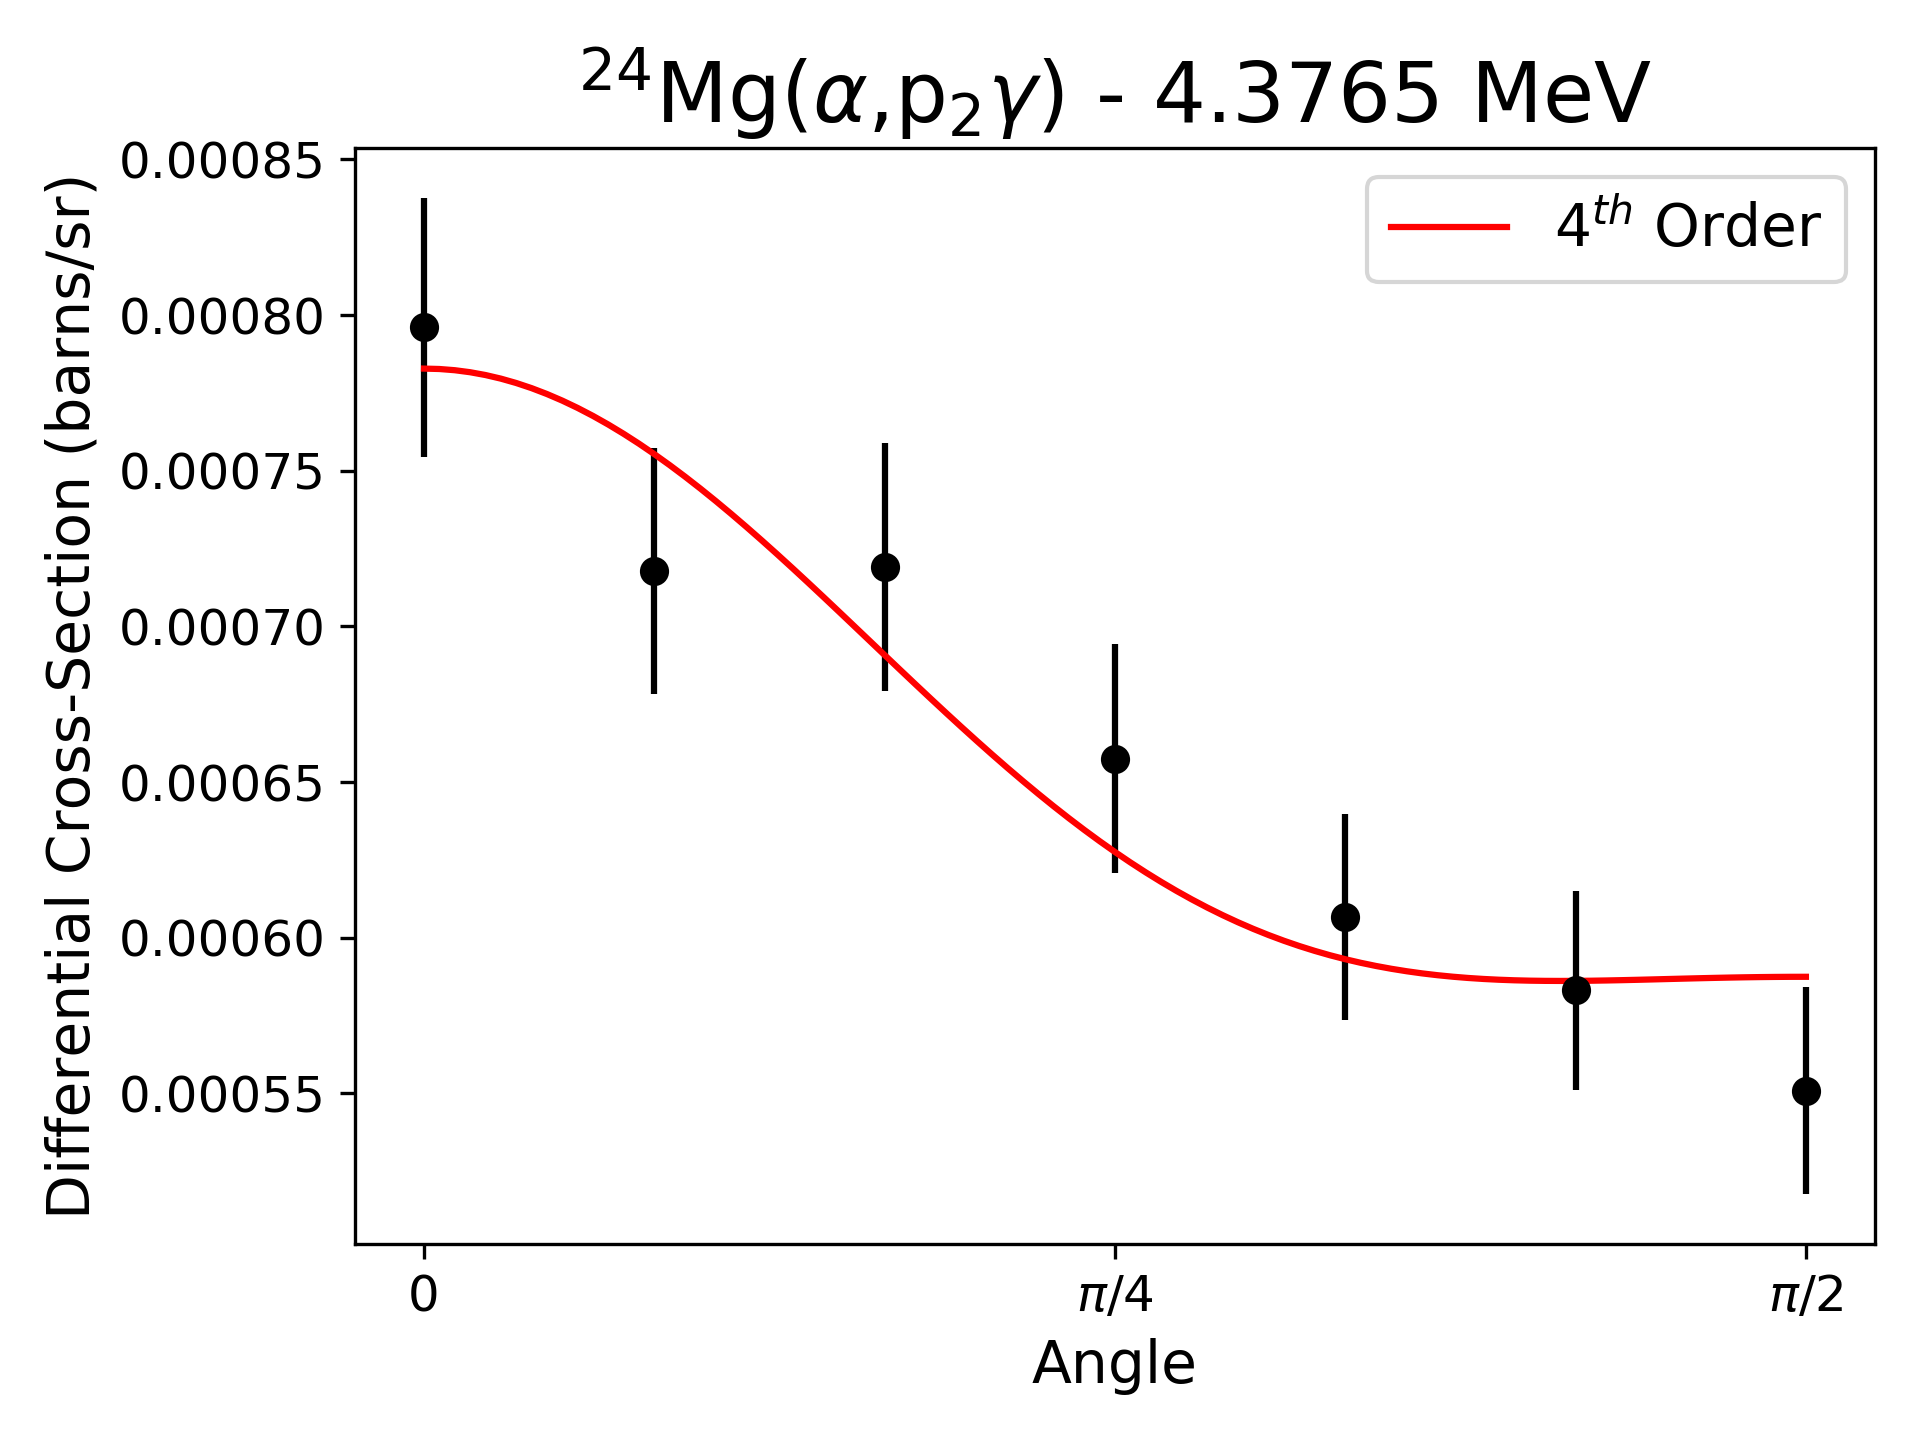 ²⁴Mg(α,p₂γ) - 4.3765 MeV
4ᵗʰ Order
Differential Cross-Section (barns/sr)
0.00085
0.00080
0.00075
0.00070
0.00065
0.00060
0.00055
0 π/4 π/2
Angle